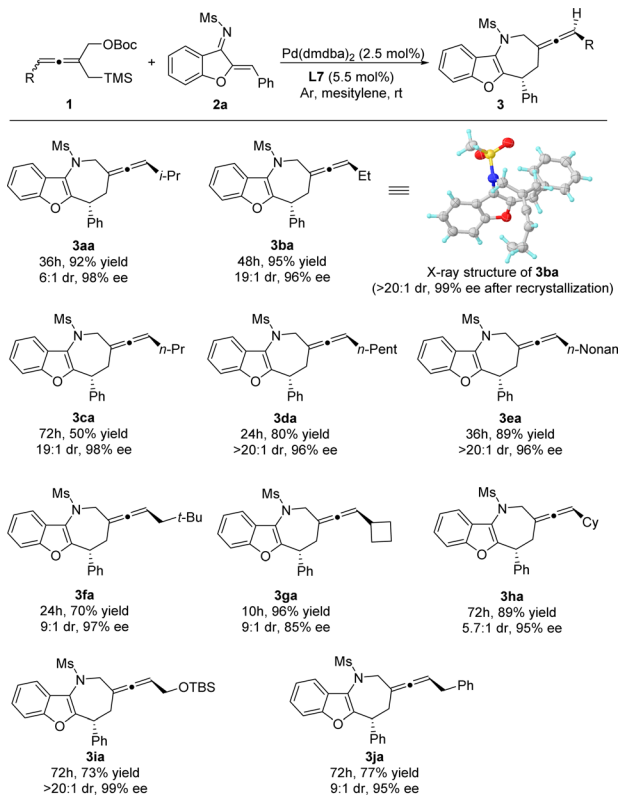 Ms
N
OBoc
R
TMS
1
+
Ms
N
O
Ph
2a
Pd(dmdba)2 (2.5 mol%)
L7 (5.5 mol%)
Ar, mesitylene, rt
Ms
N
H
R
O
Ph
3
Ms
N
i-Pr
O
Ph
3aa
36h, 92% yield
6:1 dr, 98% ee
Ms
N
Et
O
Ph
3ba
48h, 95% yield
19:1 dr, 96% ee
X-ray structure of 3ba
(>20:1 dr, 99% ee after recrystallization)
Ms
N
n-Pr
O
Ph
3ca
72h, 50% yield
19:1 dr, 98% ee
Ms
N
n-Pent
O
Ph
3da
24h, 80% yield
>20:1 dr, 96% ee
Ms
N
n-Nonan
O
Ph
3ea
36h, 89% yield
>20:1 dr, 96% ee
Ms
N
t-Bu
O
Ph
3fa
24h, 70% yield
9:1 dr, 97% ee
Ms
N
O
Ph
3ga
10h, 96% yield
9:1 dr, 85% ee
Ms
N
Cy
O
Ph
3ha
72h, 89% yield
5.7:1 dr, 95% ee
Ms
N
OTBS
O
Ph
3ia
72h, 73% yield
>20:1 dr, 99% ee
Ms
N
Ph
O
Ph
3ja
72h, 77% yield
9:1 dr, 95% ee